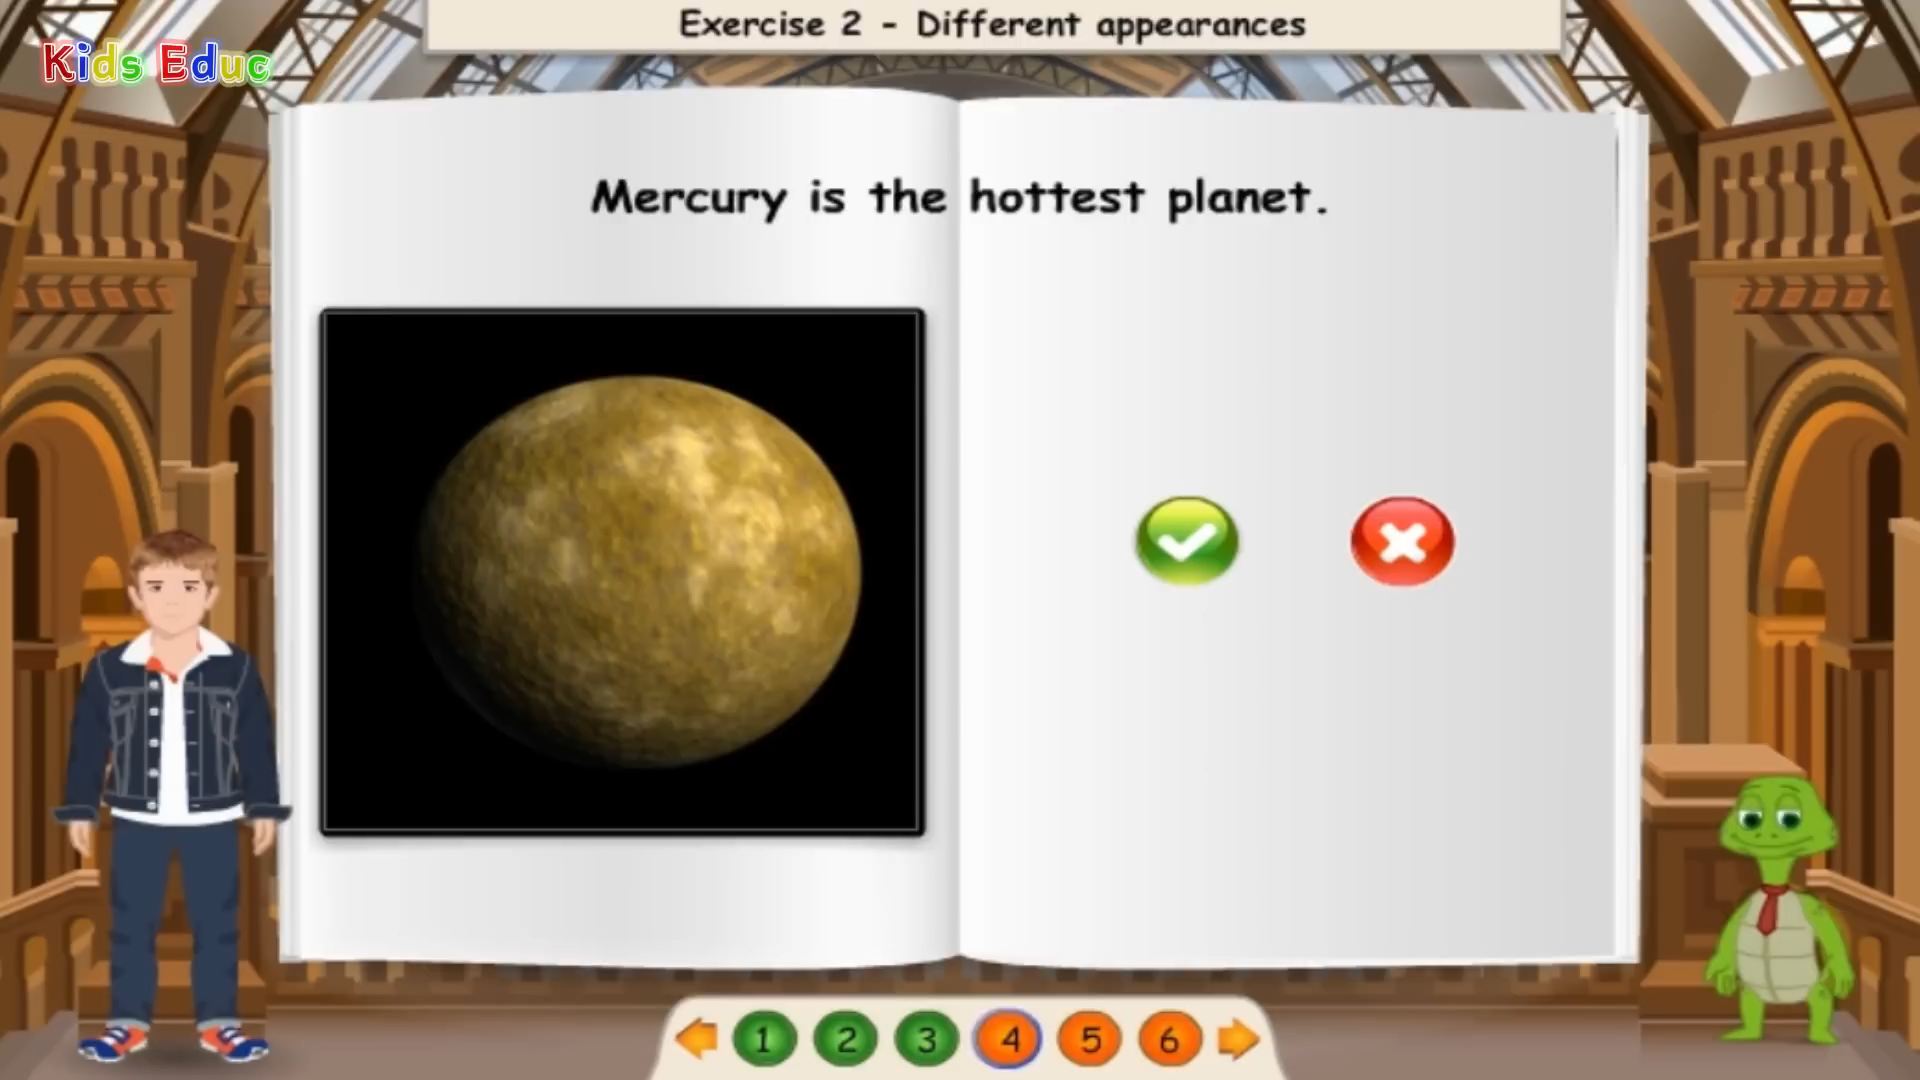 Exercise 2 - Different appearances
Kids Educ
Mercury is the hottest planet.
1 2 3 4 5 6